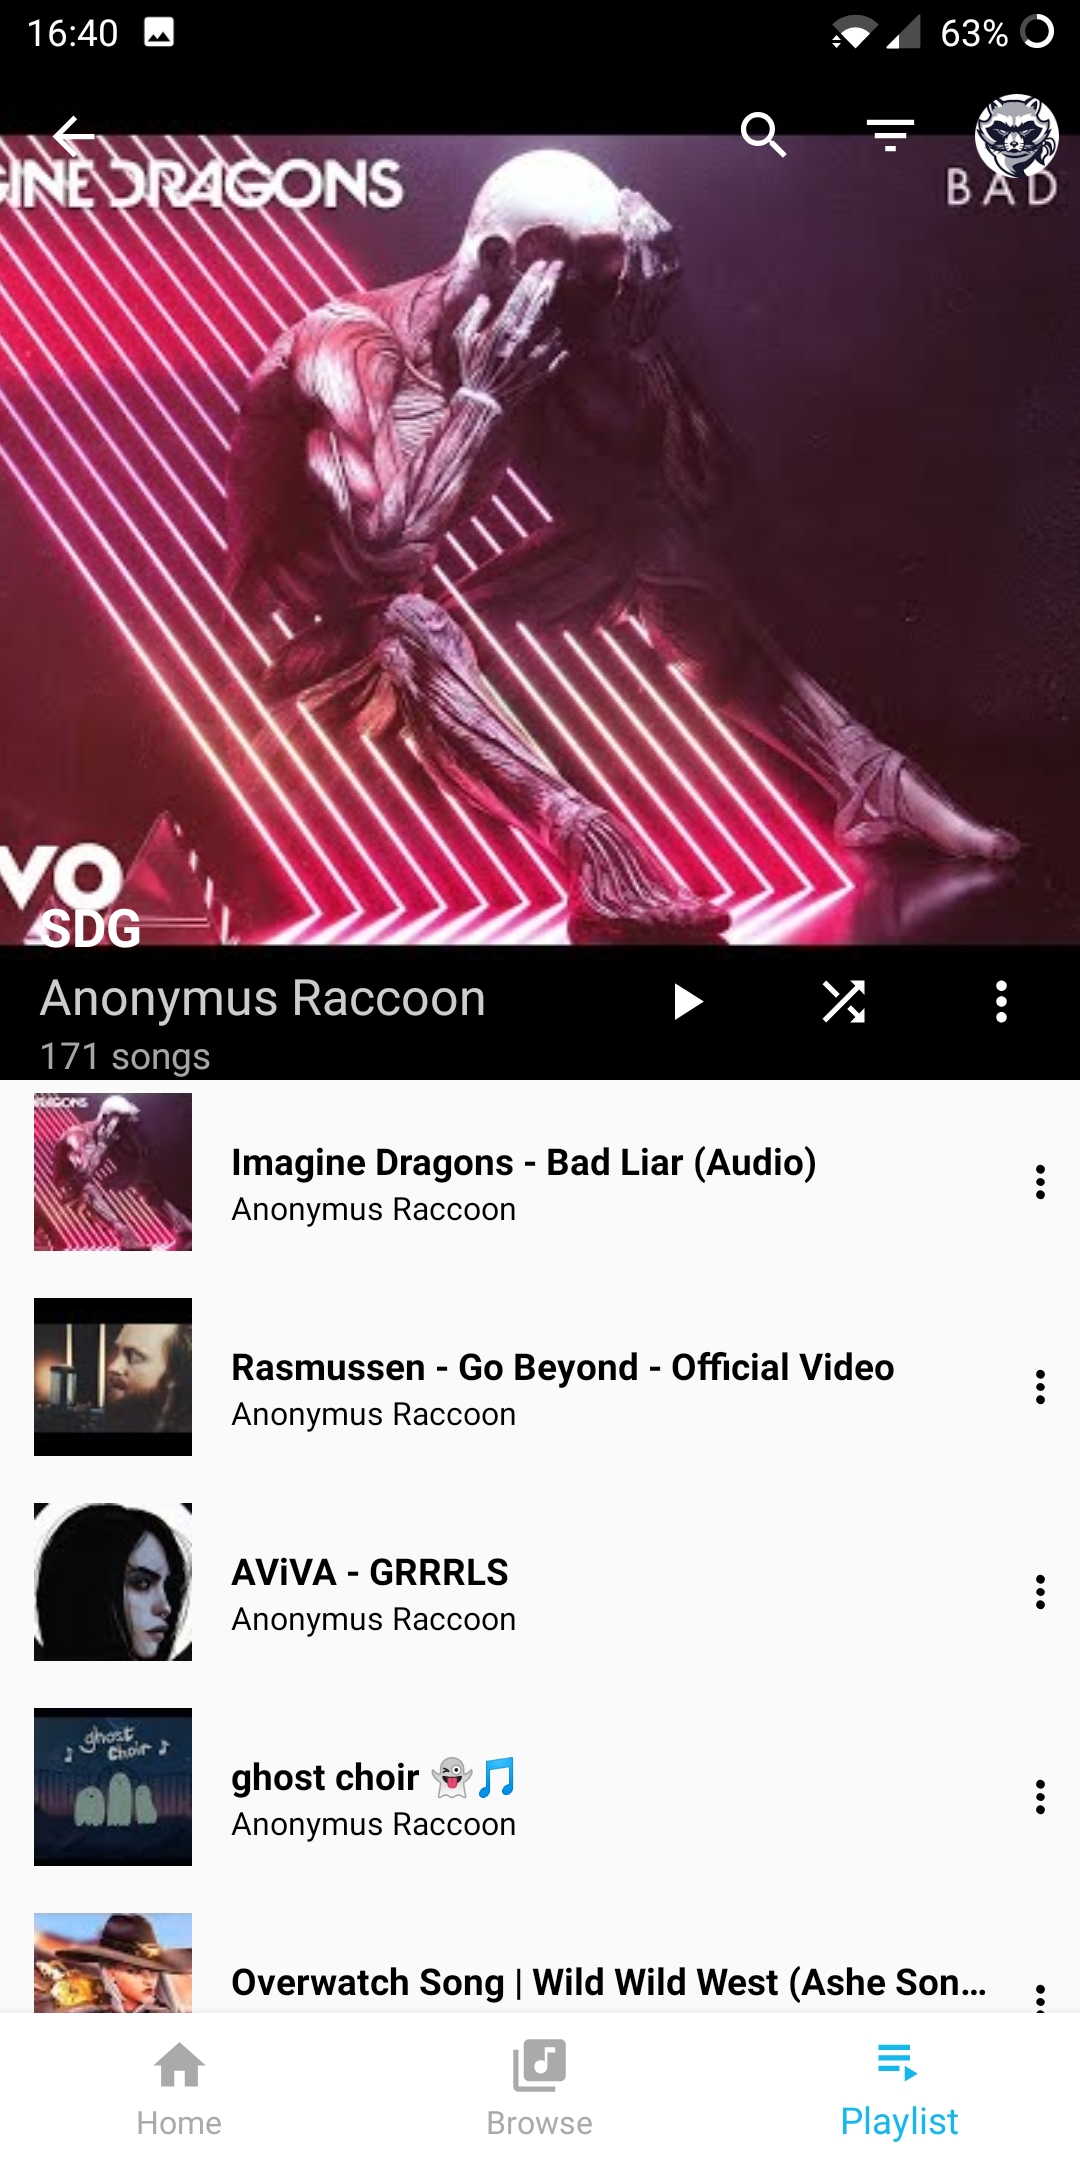 16:40
63%
GINE DRAGONS
BAD
VO
SDG
Anonymus Raccoon
171 songs
DRAGONS
Imagine Dragons - Bad Liar (Audio)
Anonymus Raccoon
Rasmussen - Go Beyond - Official Video
Anonymus Raccoon
AViVA - GRRRLS
Anonymus Raccoon
ghost
choir
ghost choir 👻🎵
Anonymus Raccoon
Overwatch Song | Wild Wild West (Ashe Son...
Home
Browse
Playlist